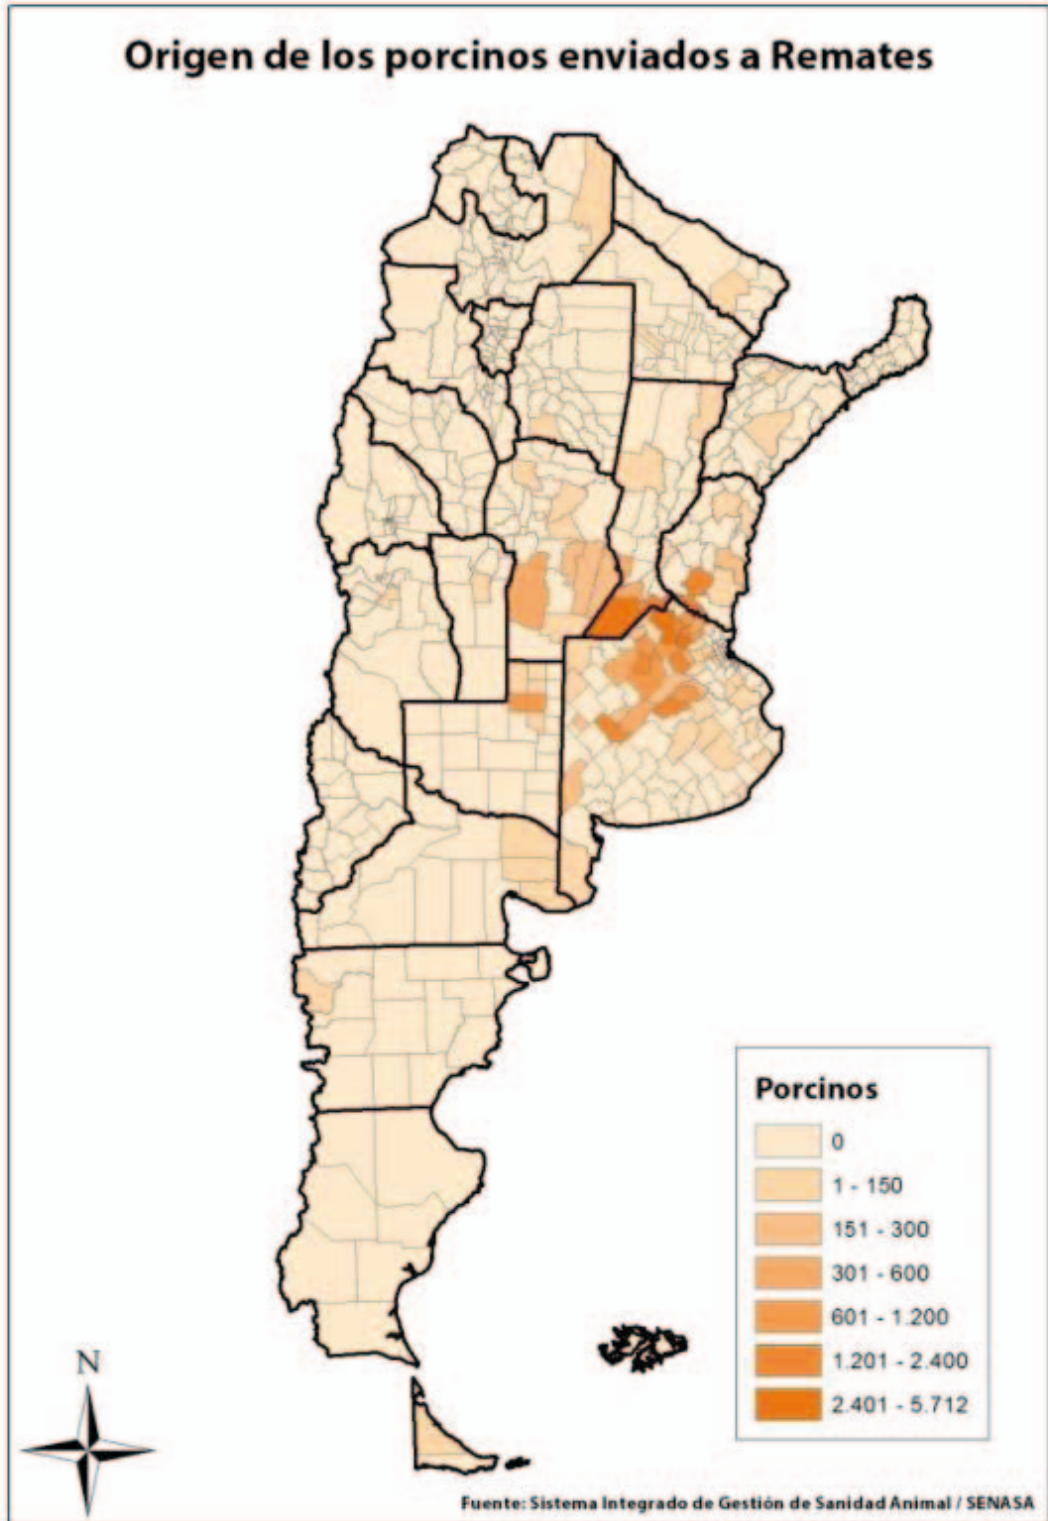 Origen de los porcinos enviados a Remates
Porcinos
0
1 - 150
151 - 300
301 - 600
601 - 1.200
1.201 - 2.400
2.401 - 5.712
N
Fuente: Sistema Integrado de Gestión de Sanidad Animal / SENASA